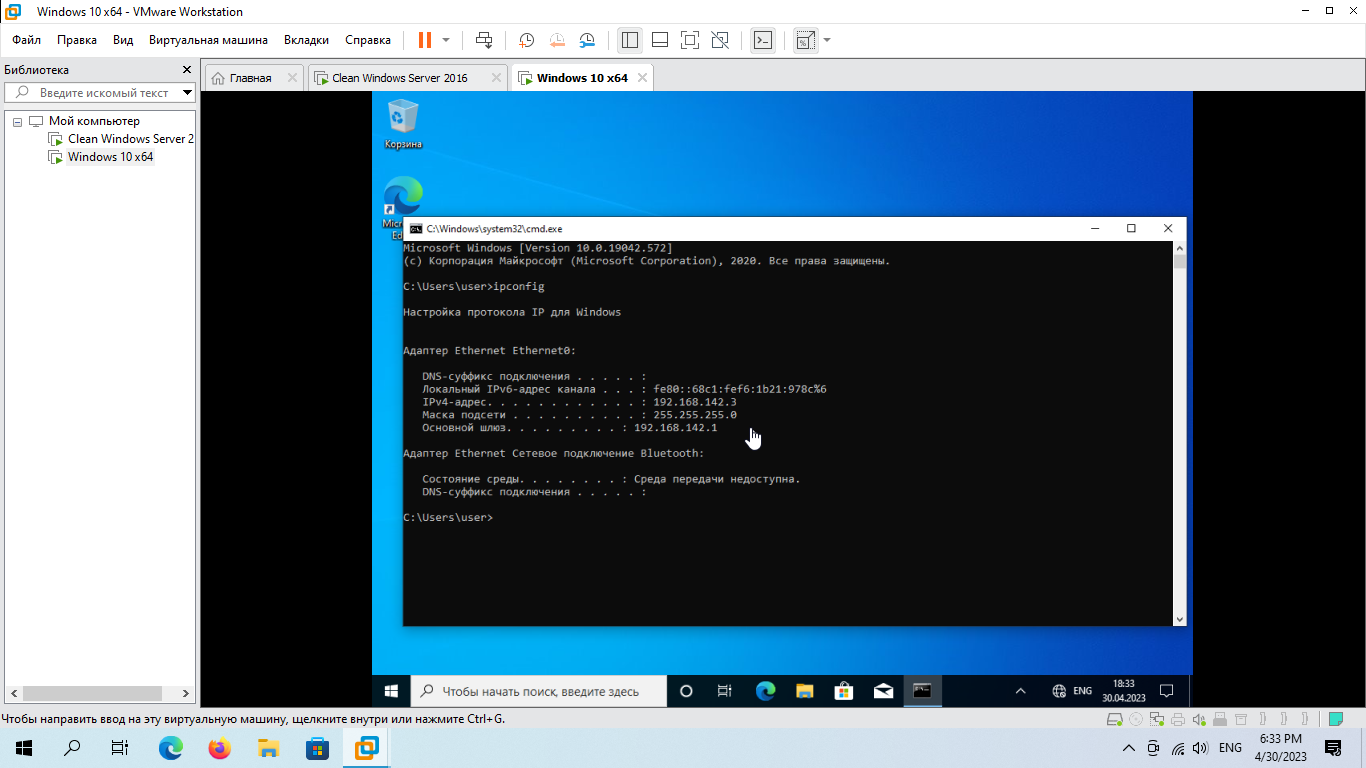 Windows 10 x64 - VMware Workstation
Файл Правка Вид Виртуальная машина Вкладки Справка
Библиотека
Введите искомый текст
Мой компьютер
Clean Windows Server 2
Windows 10 x64
Главная Clean Windows Server 2016 Windows 10 x64
Корзина
C:\Windows\system32\cmd.exe
Microsoft Windows [Version 10.0.19042.572]
(c) Корпорация Майкрософт (Microsoft Corporation), 2020. Все права защищены.
C:\Users\user>ipconfig
Настройка протокола IP для Windows
Адаптер Ethernet Ethernet0:
DNS-суффикс подключения . . . . . :
Локальный IPv6-адрес канала . . . : fe80::68c1:fef6:1b21:978c%6
IPv4-адрес. . . . . . . . . . . . : 192.168.142.3
Маска подсети . . . . . . . . . . : 255.255.255.0
Основной шлюз. . . . . . . . . : 192.168.142.1
Адаптер Ethernet Сетевое подключение Bluetooth:
Состояние среды. . . . . . . . : Среда передачи недоступна.
DNS-суффикс подключения . . . . . :
C:\Users\user>
Чтобы начать поиск, введите здесь
ENG
18:33
30.04.2023
Чтобы направить ввод на эту виртуальную машину, щелкните внутри или нажмите Ctrl+G.
ENG
6:33 PM
4/30/2023